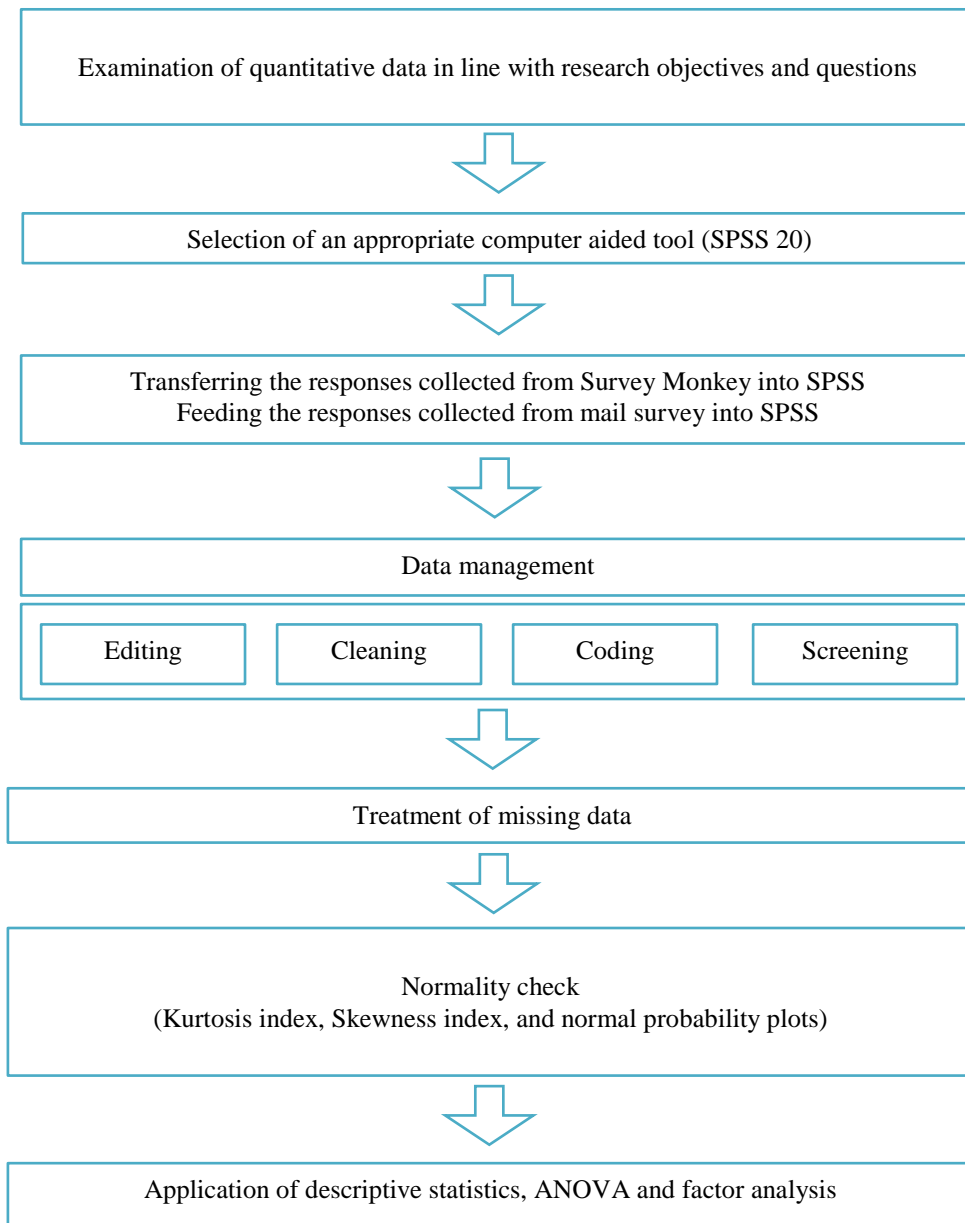 Examination of quantitative data in line with research objectives and questions
Selection of an appropriate computer aided tool (SPSS 20)
Transferring the responses collected from Survey Monkey into SPSS
Feeding the responses collected from mail survey into SPSS
Data management
Editing
Cleaning
Coding
Screening
Treatment of missing data
Normality check
(Kurtosis index, Skewness index, and normal probability plots)
Application of descriptive statistics, ANOVA and factor analysis